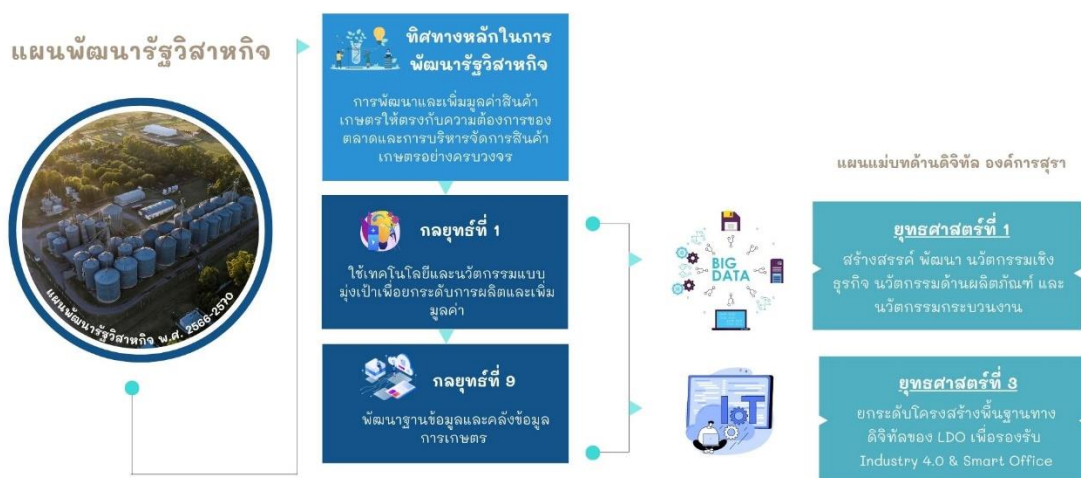 แผนพัฒนารัฐวิสาหกิจ
แผนพัฒนารัฐวิสาหกิจ พ.ศ. 2566-2570
ทิศทางหลักในการ
พัฒนารัฐวิสาหกิจ
การพัฒนาและเพิ่มมูลค่าสินค้า
เกษตรให้ตรงกับความต้องการของ
ตลาดและการบริหารจัดการสินค้า
เกษตรอย่างครบวงจร
กลยุทธ์ที่ 1
ใช้เทคโนโลยีและนวัตกรรมแบบ
มุ่งเป้าเพื่อยกระดับการผลิตและเพิ่ม
มูลค่า
กลยุทธ์ที่ 9
พัฒนาฐานข้อมูลและคลังข้อมูล
การเกษตร
BIG
DATA
IoT
แผนแม่บทด้านดิจิทัล องค์การสุรา
ยุทธศาสตร์ที่ 1
สร้างสรรค์ พัฒนา นวัตกรรมเชิง
ธุรกิจ นวัตกรรมด้านผลิตภัณฑ์ และ
นวัตกรรมกระบวนงาน
ยุทธศาสตร์ที่ 3
ยกระดับโครงสร้างพื้นฐานทาง
ดิจิทัลของ LDO เพื่อรองรับ
Industry 4.0 & Smart Office